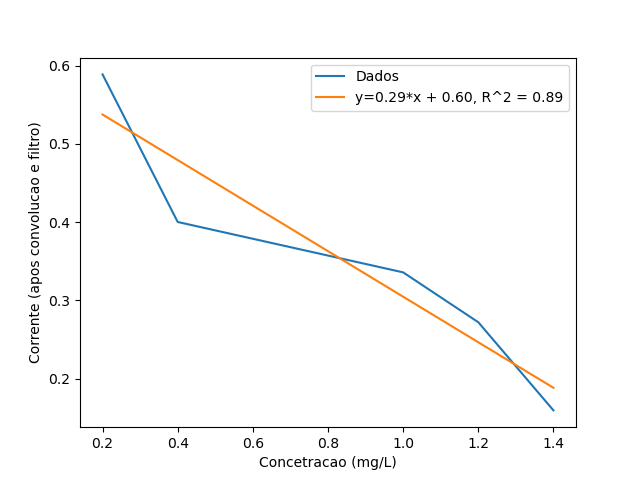 Dados
y=0.29*x + 0.60, R^2 = 0.89
0.6
0.5
0.4
0.3
0.2
Corrente (apos convolucao e filtro)
0.2 0.4 0.6 0.8 1.0 1.2 1.4
Concetracao (mg/L)